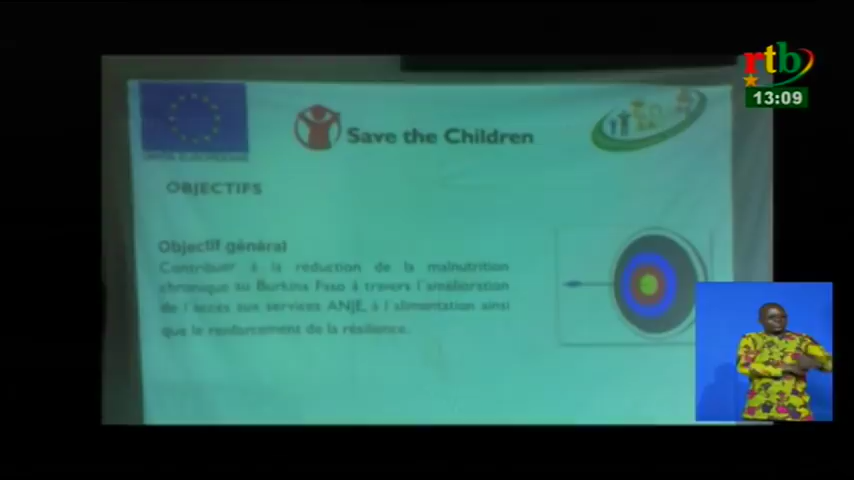 rtb
13:09
Save the Children
OBJECTIFS
Objectif général
Contribuer à la réduction de la malnutrition
chronique au Burkina Faso à travers l'amélioration
de l'accès aux services ANJE, à l'alimentation ainsi
que le renforcement de la résilience.